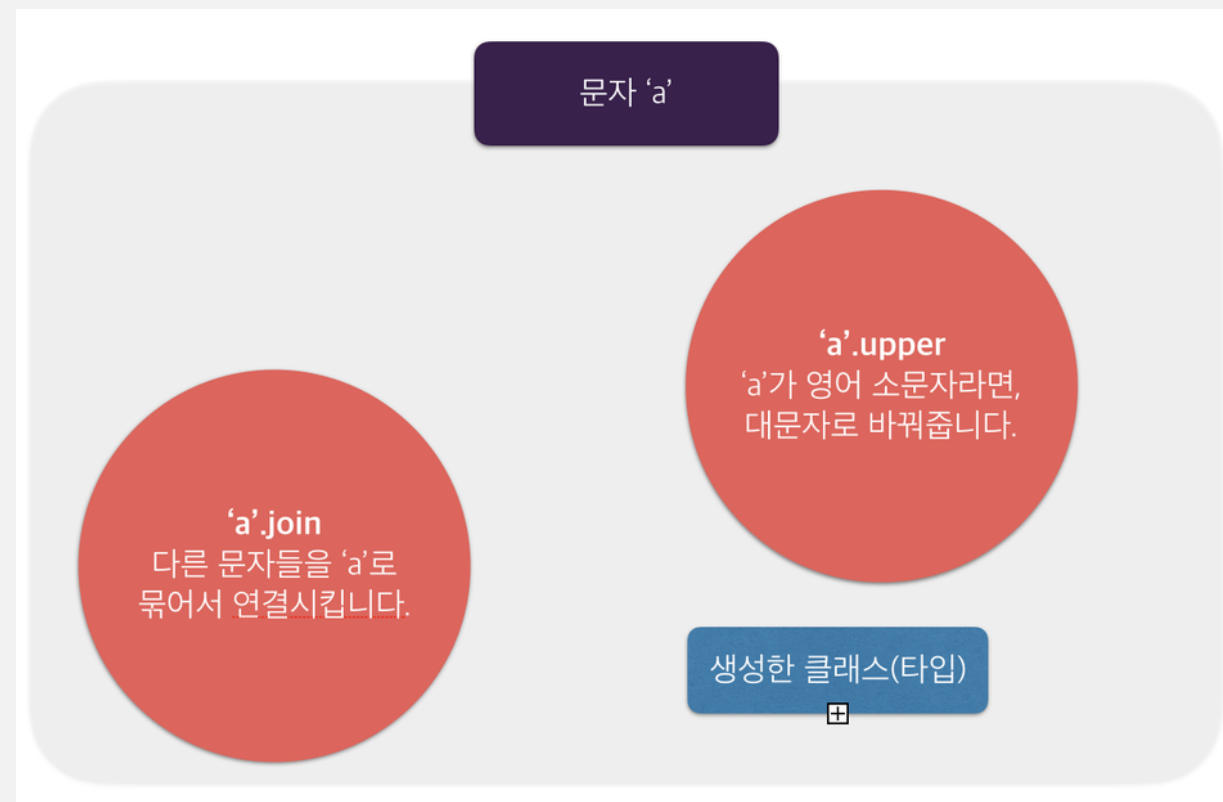 문자 ‘a’
‘a’.upper
‘a’가 영어 소문자라면,
대문자로 바꿔줍니다.
‘a’.join
다른 문자들을 ‘a’로
묶어서 연결시킵니다.
생성한 클래스(타입)